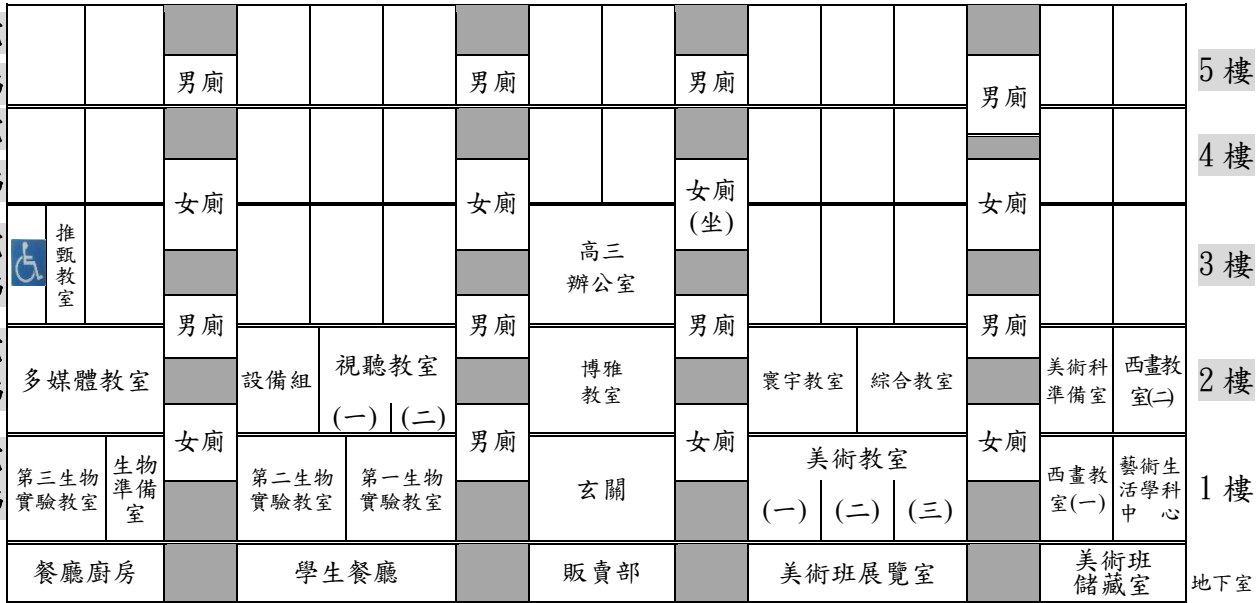 男廁
男廁
男廁
男廁
5樓
女廁
女廁
女廁
(坐)
女廁
4樓
推
甄
教
室
高三
辦公室
3樓
男廁
男廁
男廁
男廁
多媒體教室
設備組
視聽教室
(一)
(二)
博雅
教室
寰宇教室
綜合教室
美術科
準備室
西畫教
室(二)
2樓
女廁
男廁
女廁
女廁
第三生物
實驗教室
生物
準備
室
第二生物
實驗教室
第一生物
實驗教室
玄關
美術教室
(一)
(二)
(三)
西畫教
室(一)
藝術生
活學科
中 心
1樓
餐廳廚房
學生餐廳
販賣部
美術班展覽室
美術班
儲藏室
地下室